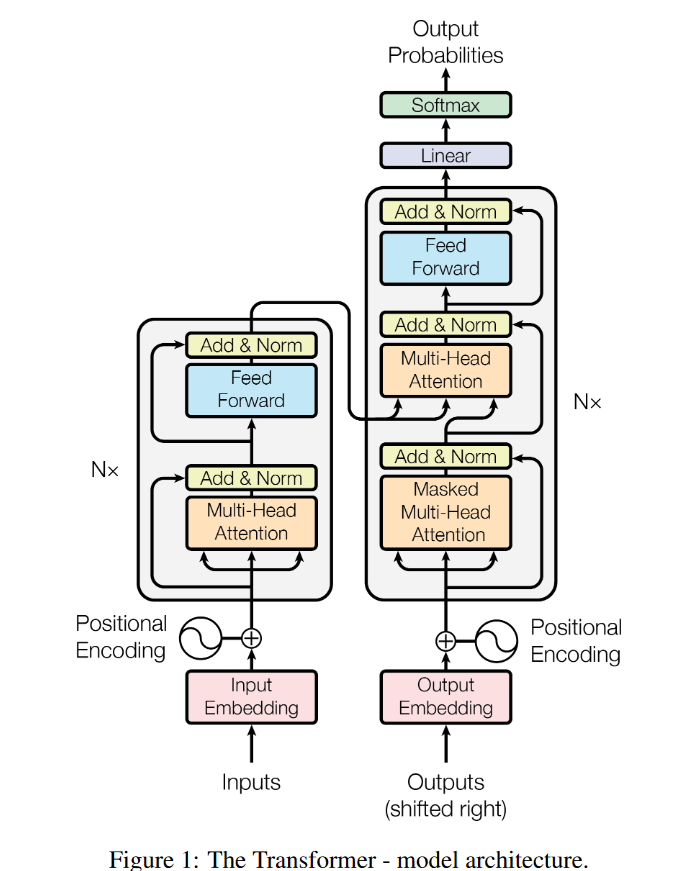 Output
Probabilities
Softmax
Linear
Add & Norm
Feed
Forward
Add & Norm
Multi-Head
Attention
Add & Norm
Masked
Multi-Head
Attention
N×
Add & Norm
Feed
Forward
Add & Norm
Multi-Head
Attention
N×
Positional
Encoding
Positional
Encoding
Input
Embedding
Output
Embedding
Inputs
Outputs
(shifted right)
Figure 1: The Transformer - model architecture.